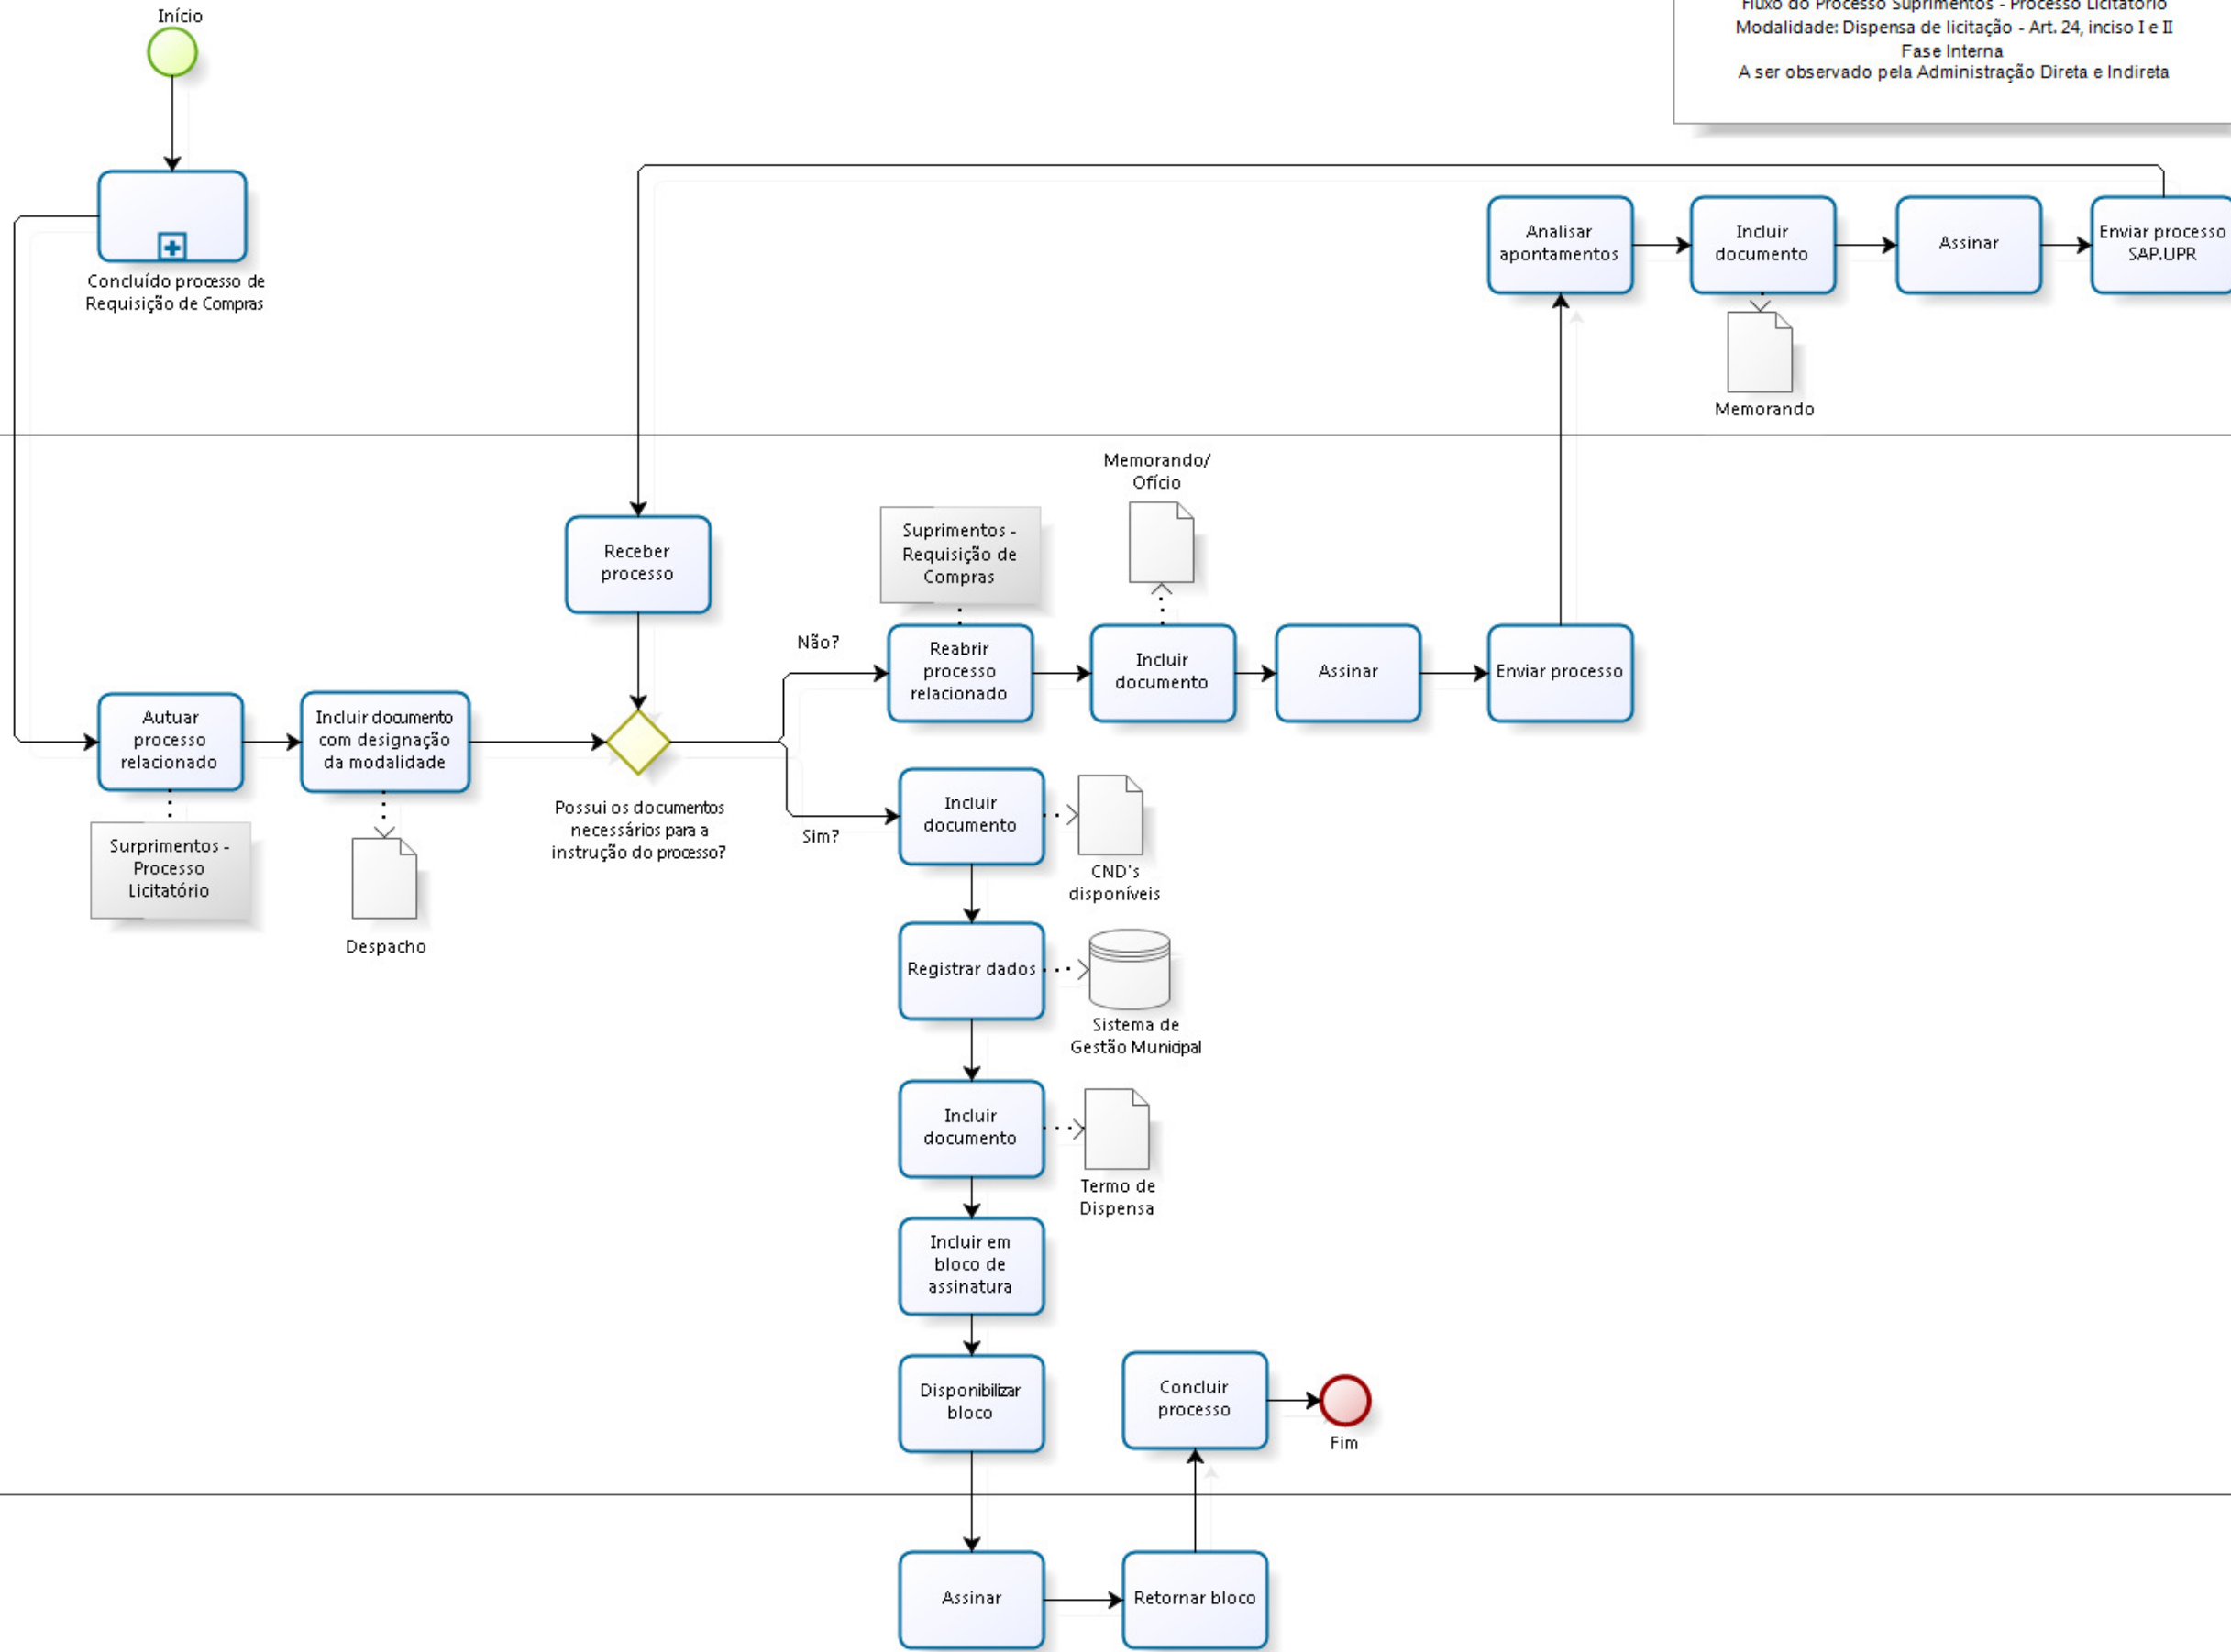 Início
Fluxo do Processo Suprimentos - Processo Licitatório
Modalidade: Dispensa de licitação - Art. 24, inciso I e II
Fase Interna
A ser observado pela Administração Direta e Indireta
Concluído processo de
Requisição de Compras
Analisar
apontamentos
Incluir
documento
Assinar
Enviar processo
SAP.UPR
Memorando
Receber
processo
Suprimentos -
Requisição de
Compras
Memorando/
Ofício
Não?
Reabrir
processo
relacionado
Incluir
documento
Assinar
Enviar processo
Autuar
processo
relacionado
Incluir documento
com designação
da modalidade
Possui os documentos
necessários para a
instrução do processo?
Sim?
Surprimentos -
Processo
Licitatório
Despacho
Incluir
documento
CND's
disponíveis
Registrar dados
Sistema de
Gestão Municipal
Incluir
documento
Termo de
Dispensa
Incluir em
bloco de
assinatura
Disponibilizar
bloco
Concluir
processo
Fim
Assinar
Retornar bloco